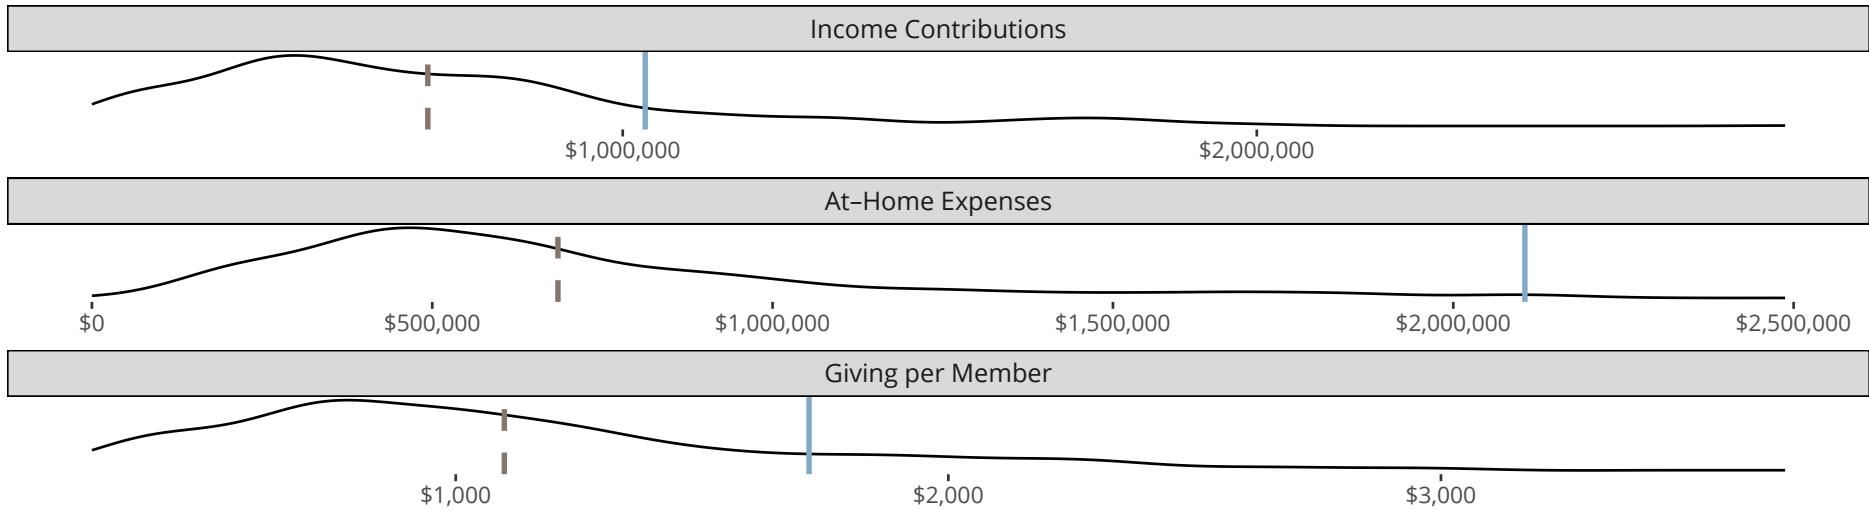 Income Contributions
$1,000,000 $2,000,000
At–Home Expenses
$0 $500,000 $1,000,000 $1,500,000 $2,000,000 $2,500,000
Giving per Member
$1,000 $2,000 $3,000